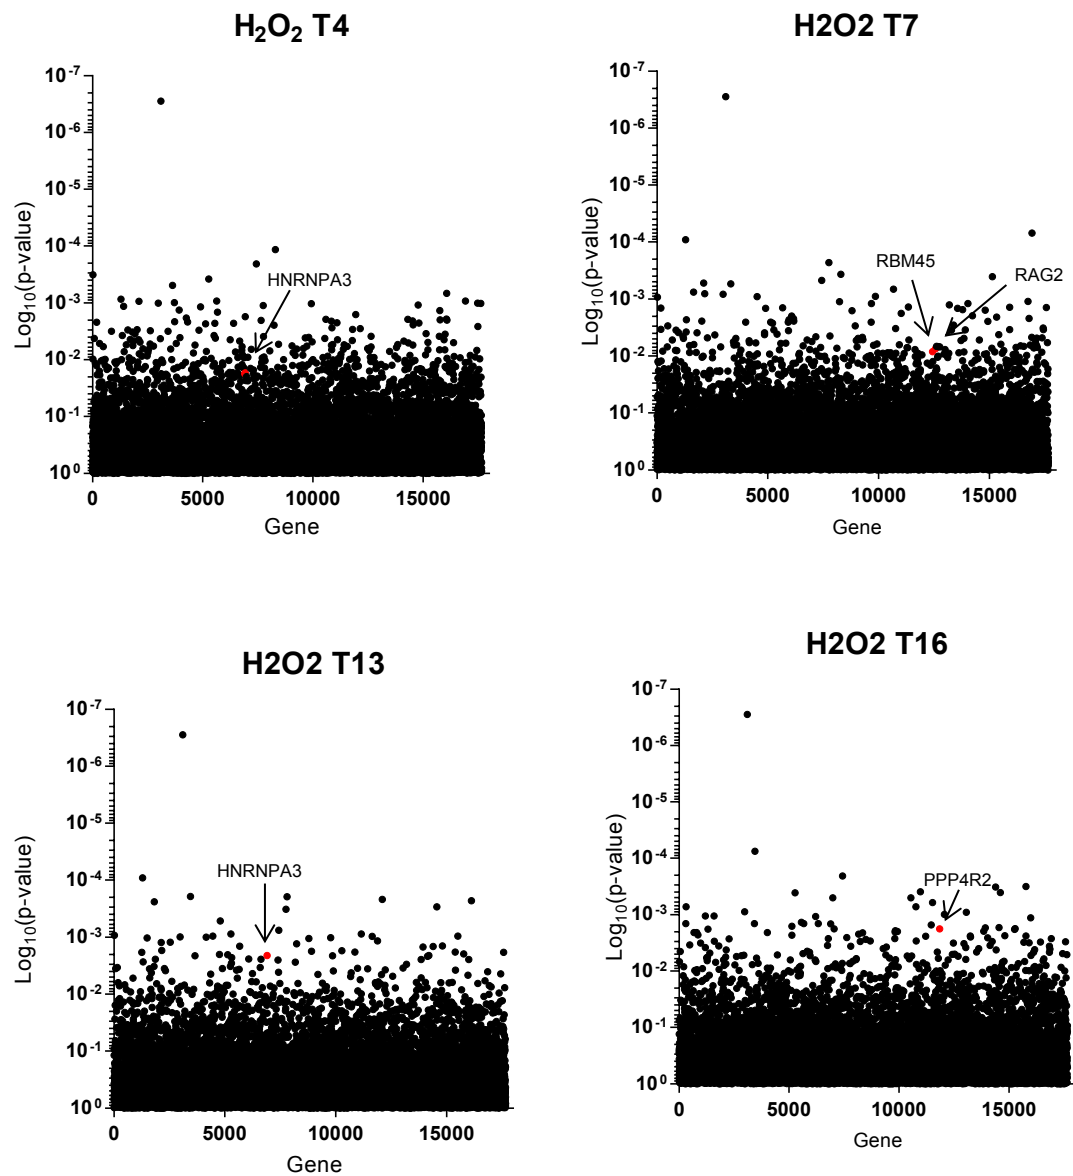 H₂O₂ T4
10⁻⁷
10⁻⁶
10⁻⁵
10⁻⁴
10⁻³
10⁻²
10⁻¹
10⁰
Log₁₀(p-value)
HNRNPA3
0 5000 10000 15000
Gene
H2O2 T7
10⁻⁷
10⁻⁶
10⁻⁵
10⁻⁴
10⁻³
10⁻²
10⁻¹
10⁰
Log₁₀(p-value)
RBM45
RAG2
0 5000 10000 15000
Gene
H2O2 T13
10⁻⁷
10⁻⁶
10⁻⁵
10⁻⁴
10⁻³
10⁻²
10⁻¹
10⁰
Log₁₀(p-value)
HNRNPA3
0 5000 10000 15000
Gene
H2O2 T16
10⁻⁷
10⁻⁶
10⁻⁵
10⁻⁴
10⁻³
10⁻²
10⁻¹
10⁰
Log₁₀(p-value)
PPP4R2
0 5000 10000 15000
Gene